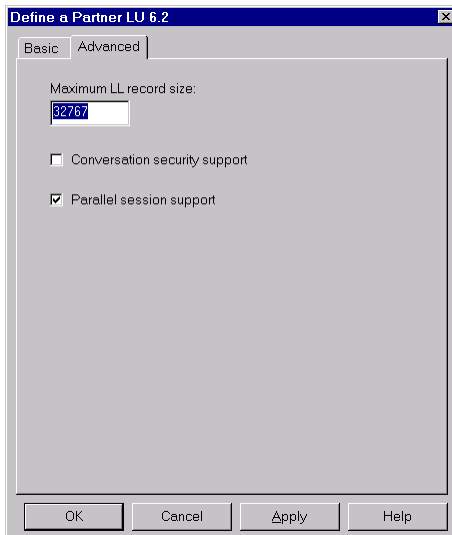 Define a Partner LU 6.2
Basic Advanced
Maximum LL record size:
32767
Conversation security support
Parallel session support
OK Cancel Apply Help